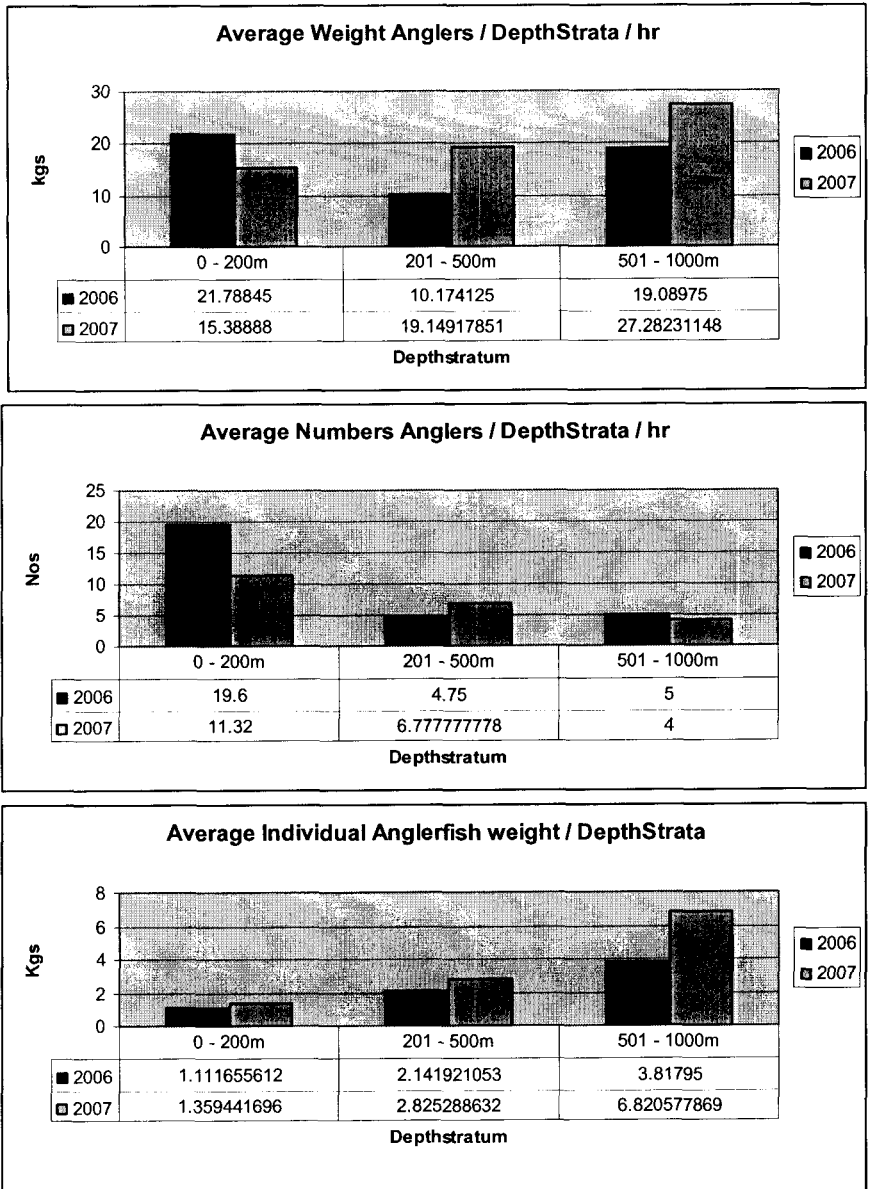 Average Weight Anglers / DepthStrata / hr
kgs
30
20
10
0
2006
2007
0 - 200m 201 - 500m 501 - 1000m
2006 21.78845 10.174125 19.08975
2007 15.38888 19.14917851 27.28231148
Depthstratum
Average Numbers Anglers / DepthStrata / hr
Nos
25
20
15
10
5
0
2006
2007
0 - 200m 201 - 500m 501 - 1000m
2006 19.6 4.75 5
2007 11.32 6.777777778 4
Depthstratum
Average Individual Anglerfish weight / DepthStrata
Kgs
8
6
4
2
0
2006
2007
0 - 200m 201 - 500m 501 - 1000m
2006 1.111655612 2.141921053 3.81795
2007 1.359441696 2.825288632 6.820577869
Depthstratum